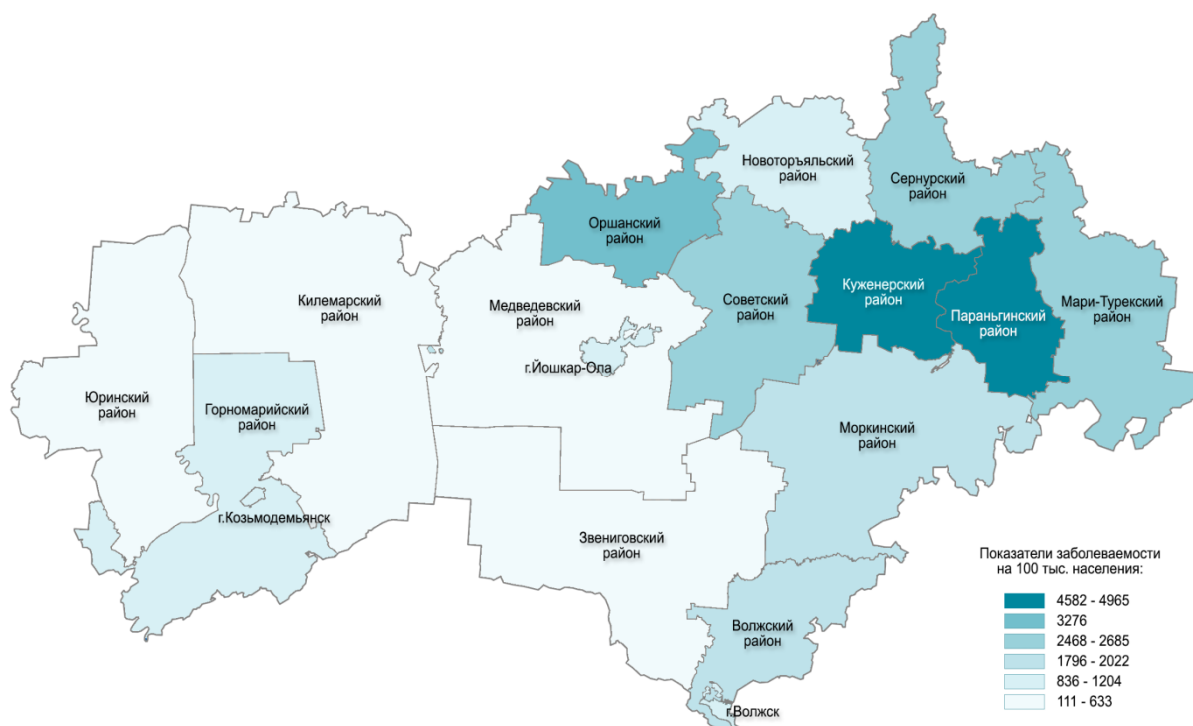 Новоторъяльский
район
Сернурский
район
Оршанский
район
Килемарский
район
Медведевский
район
Советский
район
Куженерский
район
Параньгинский
район
Мари-Турекский
район
г.Йошкар-Ола
Юринский
район
Горномарийский
район
Моркинский
район
г.Козьмодемьянск
Звениговский
район
Волжский
район
г.Волжск
Показатели заболеваемости
на 100 тыс. населения:
4582 - 4965
3276
2468 - 2685
1796 - 2022
836 - 1204
111 - 633